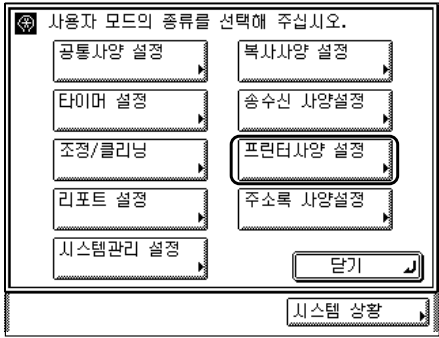 사용자 모드의 종류를 선택해 주십시오.
공통사양 설정
복사사양 설정
타이머 설정
송수신 사양설정
조정/클리닝
프린터사양 설정
리포트 설정
주소록 사양설정
시스템관리 설정
닫기
시스템 상황